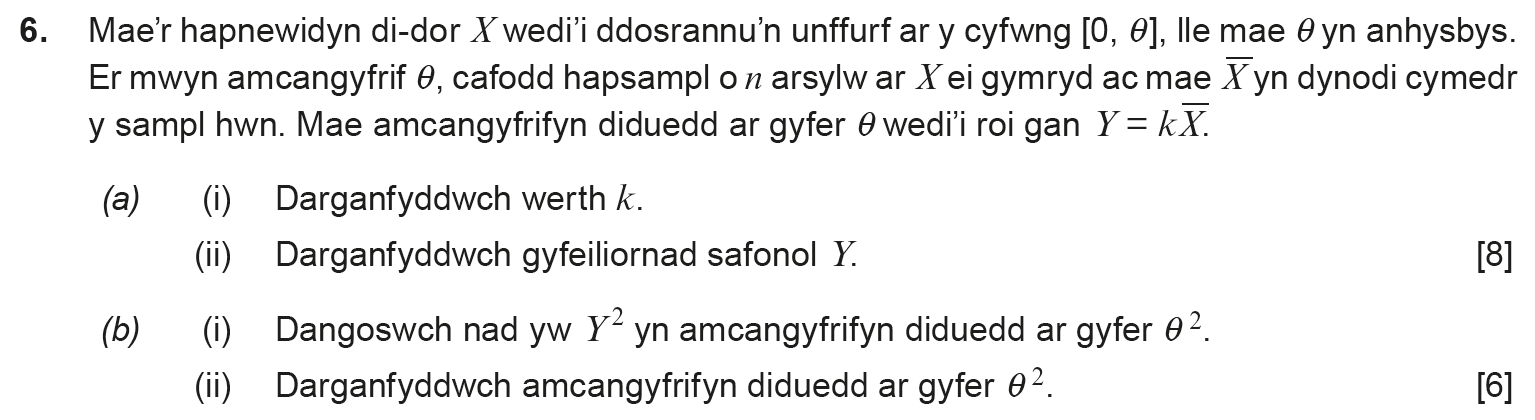 6. Mae'r hapnewidyn di-dor X wedi'i ddosrannu'n unffurf ar y cyfwng [0, θ], lle mae θ yn anhysbys.
Er mwyn amcangyfrif θ, cafodd hapsampl o n arsylw ar X ei gymryd ac mae X̅ yn dynodi cymedr
y sampl hwn. Mae amcangyfrifyn diduedd ar gyfer θ wedi'i roi gan Y = kX̅.
(a) (i) Darganfyddwch werth k.
(ii) Darganfyddwch gyfeiliornad safonol Y. [8]
(b) (i) Dangoswch nad yw Y² yn amcangyfrifyn diduedd ar gyfer θ².
(ii) Darganfyddwch amcangyfrifyn diduedd ar gyfer θ². [6]